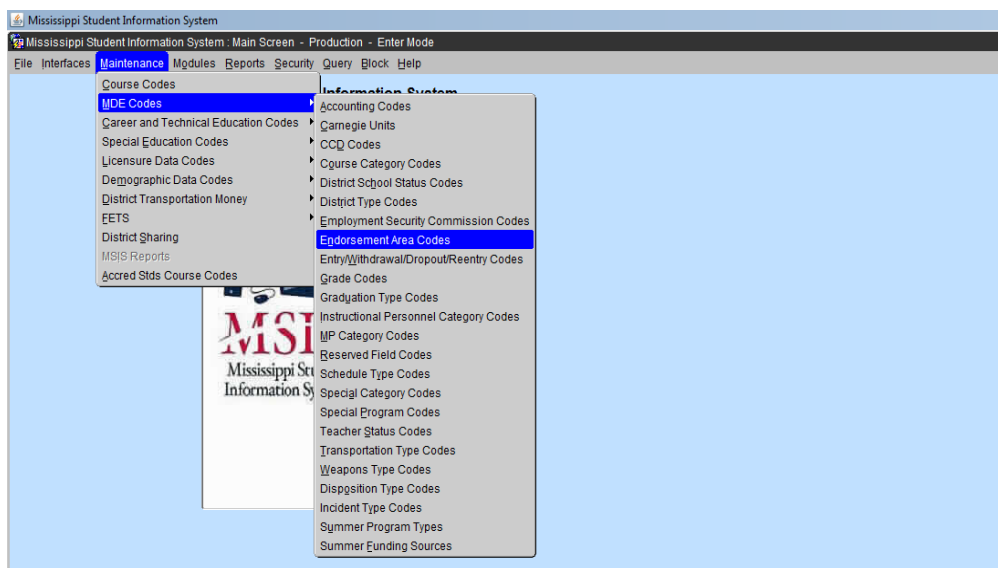 Mississippi Student Information System
Mississippi Student Information System : Main Screen - Production - Enter Mode
File Interfaces Maintenance Modules Reports Security Query Block Help
Information System
Course Codes
MDE Codes
Career and Technical Education Codes
Special Education Codes
Licensure Data Codes
Demographic Data Codes
District Transportation Money
FETS
District Sharing
MSIS Reports
Accred Stds Course Codes
Accounting Codes
Carnegie Units
CCD Codes
Course Category Codes
District School Status Codes
District Type Codes
Employment Security Commission Codes
Endorsement Area Codes
Entry/Withdrawal/Dropout/Reentry Codes
Grade Codes
Graduation Type Codes
Instructional Personnel Category Codes
MP Category Codes
Reserved Field Codes
Schedule Type Codes
Special Category Codes
Special Program Codes
Teacher Status Codes
Transportation Type Codes
Weapons Type Codes
Disposition Type Codes
Incident Type Codes
Summer Program Types
Summer Funding Sources
MSI
Mississippi Stu
Information Sy